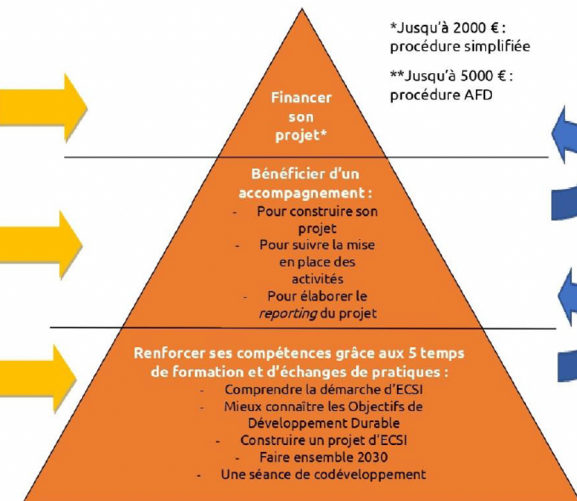 *Jusqu'à 2000 € :
procédure simplifiée
**Jusqu'à 5000 € :
procédure AFD
Financer
son
projet*
Bénéficier d'un
accompagnement :
- Pour construire son
projet
- Pour suivre la mise
en place des
activités
- Pour élaborer le
reporting du projet
Renforcer ses compétences grâce aux 5 temps
de formation et d'échanges de pratiques :
- Comprendre la démarche d'ECSI
- Mieux connaître les Objectifs de
Développement Durable
- Construire un projet d'ECSI
- Faire ensemble 2030
- Une séance de codéveloppement